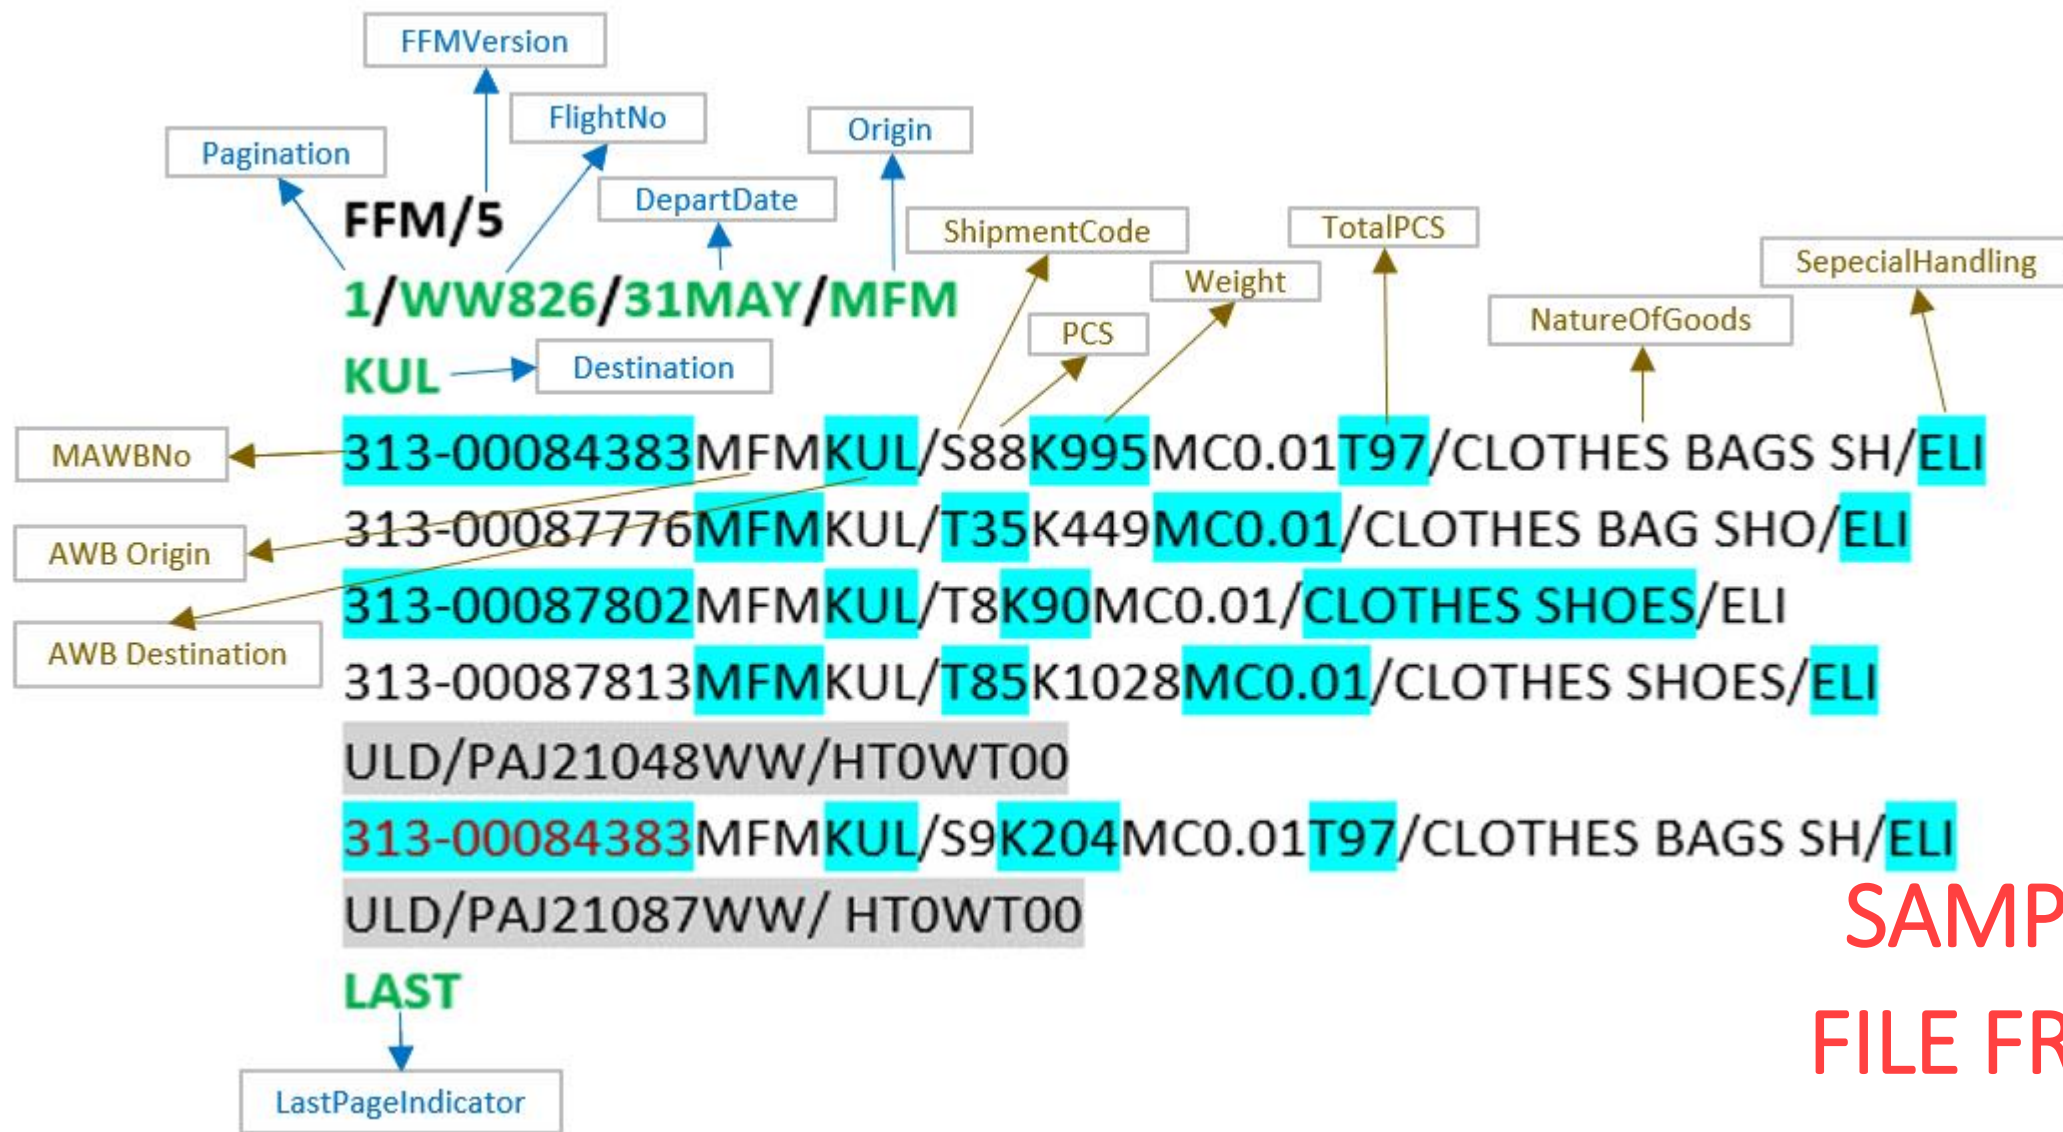 FFMVersion
FlightNo
Origin
Pagination
DepartDate
FFM/5
ShipmentCode
TotalPCS
SepecialHandling
Weight
NatureOfGoods
PCS
1/WW826/31MAY/MFM
KUL
Destination
MAWBNo
313-00084383MFMKUL/S88K995MC0.01T97/CLOTHES BAGS SH/ELI
AWB Origin
313-00087776MFMKUL/T35K449MC0.01/CLOTHES BAG SHO/ELI
313-00087802MFMKUL/T8K90MC0.01/CLOTHES SHOES/ELI
AWB Destination
313-00087813MFMKUL/T85K1028MC0.01/CLOTHES SHOES/ELI
ULD/PAJ21048WW/HT0WT00
313-00084383MFMKUL/S9K204MC0.01T97/CLOTHES BAGS SH/ELI
ULD/PAJ21087WW/ HT0WT00
SAMP
LAST
FILE FR
LastPageIndicator